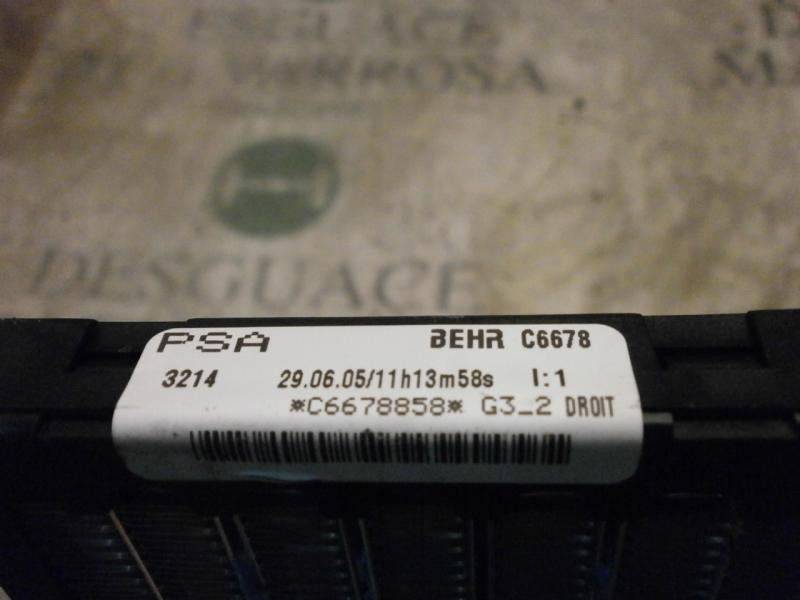 DESGUACE
DESGUACE
PSA BEHR C6678
3214 29.06.05/11h13m58s I:1
*C6678858* G3_2 DROIT